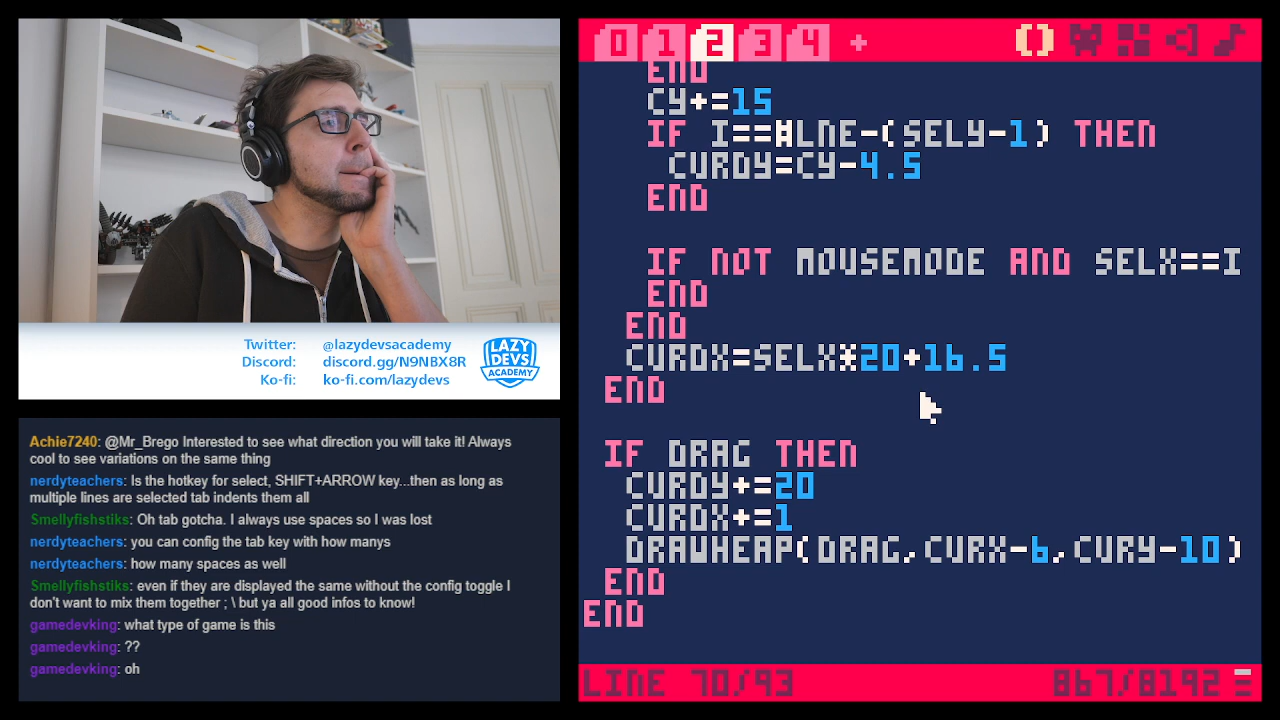 Twitter: @lazydevsacademy
Discord: discord.gg/N9NBX8R
Ko-fi: ko-fi.com/lazydevs
LAZY
DEVS
ACADEMY
Achie7240: @Mr_Brego Interested to see what direction you will take it! Always
cool to see variations on the same thing
nerdyteachers: Is the hotkey for select, SHIFT+ARROW key...then as long as
multiple lines are selected tab indents them all
Smellyfishstiks: Oh tab gotcha. I always use spaces so I was lost
nerdyteachers: you can config the tab key with how manys
nerdyteachers: how many spaces as well
Smellyfishstiks: even if they are displayed the same without the config toggle I
don't want to mix them together ; \ but ya all good infos to know!
gamedevking: what type of game is this
gamedevking: ??
gamedevking: oh
0 1 2 3 4 +
END
CY+=15
IF I==#LNE-(SELY-1) THEN
CURDY=CY-4.5
END
IF NOT MOUSEMODE AND SELX==I
END
END
CURDX=SELX*20+16.5
END
IF DRAG THEN
CURDY+=20
CURDX+=1
DRAWHEAP(DRAG,CURX-6,CURY-10)
END
END
LINE 70/93 867/8192